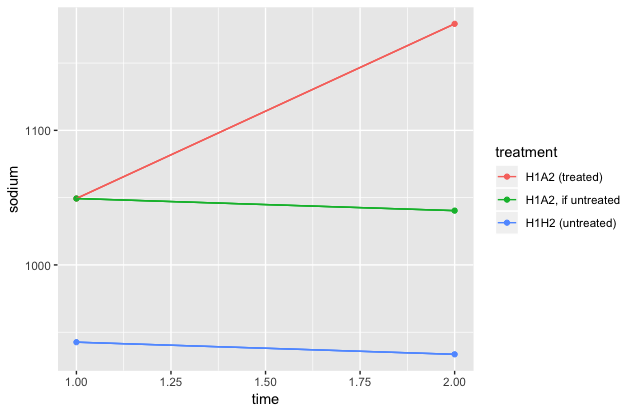 sodium
1100
1000
1.00 1.25 1.50 1.75 2.00
time
treatment
H1A2 (treated)
H1A2, if untreated
H1H2 (untreated)